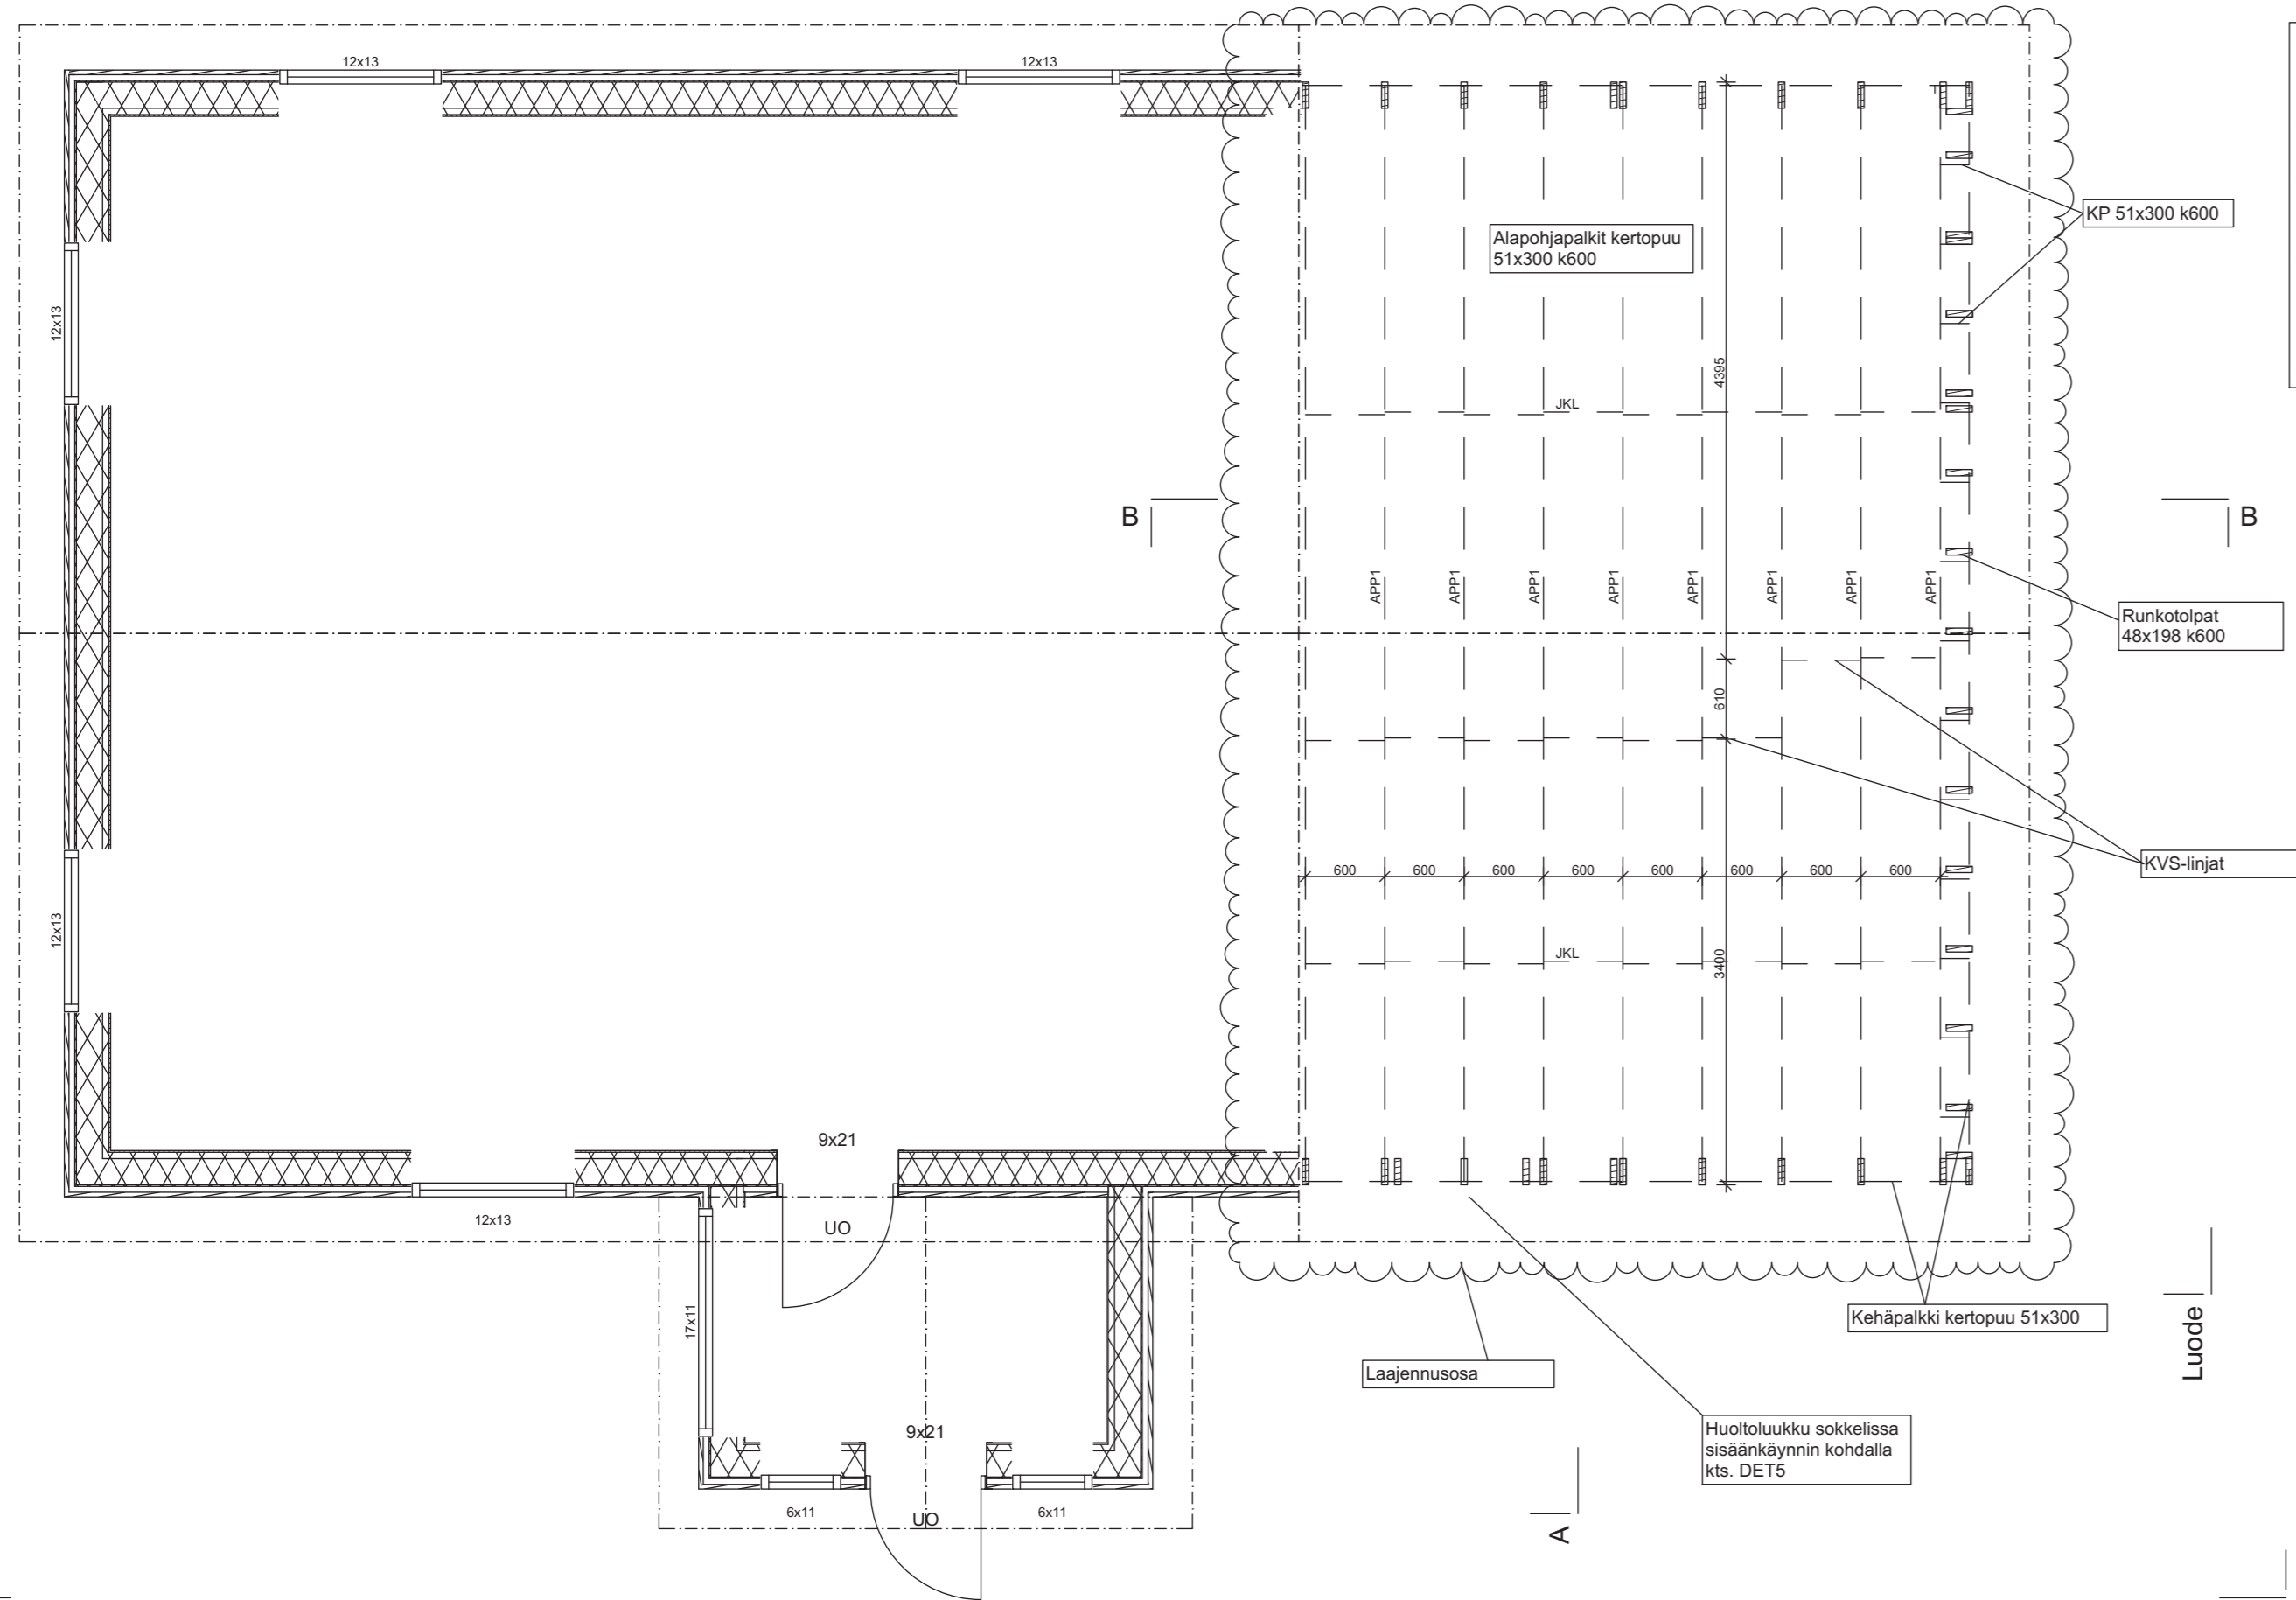 12x13
12x13
KP 51x300 k600
Alapohjapalkit kertopuu
51x300 k600
12x13
4395
JKL
B
B
APP1
APP1
APP1
APP1
APP1
APP1
APP1
APP1
Runkotolpat
48x198 k600
610
KVS-linjat
600
600
600
600
600
600
600
600
12x13
JKL
3400
9x21
12x13
UO
17x11
Kehäpalkki kertopuu 51x300
Luode
Laajennusosa
Huoltoluukku sokkelissa
sisäänkäynnin kohdalla
kts. DET5
9x21
6x11
UO
6x11
A